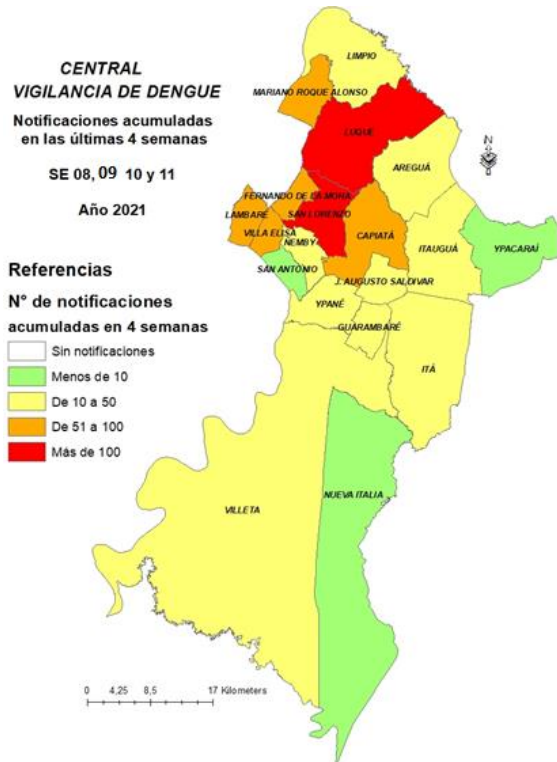 CENTRAL
VIGILANCIA DE DENGUE
Notificaciones acumuladas
en las últimas 4 semanas
SE 08, 09 10 y 11
Año 2021
Referencias
N° de notificaciones
acumuladas en 4 semanas
Sin notificaciones
Menos de 10
De 10 a 50
De 51 a 100
Más de 100
LIMPIO
MARIANO ROQUE ALONSO
LUQUE
N
AREGUÁ
FERNANDO DE LA MORA
LAMBARÉ
SAN LORENZO
VILLA ELISA
CAPIATÁ
ÑEMBY
ITAUGUÁ
YPACARAÍ
SAN ANTONIO
J. AUGUSTO SALDIVAR
YPANÉ
GUARAMBARÉ
ITÁ
NUEVA ITALIA
VILLETA
0 4,25 8,5 17 Kilometers